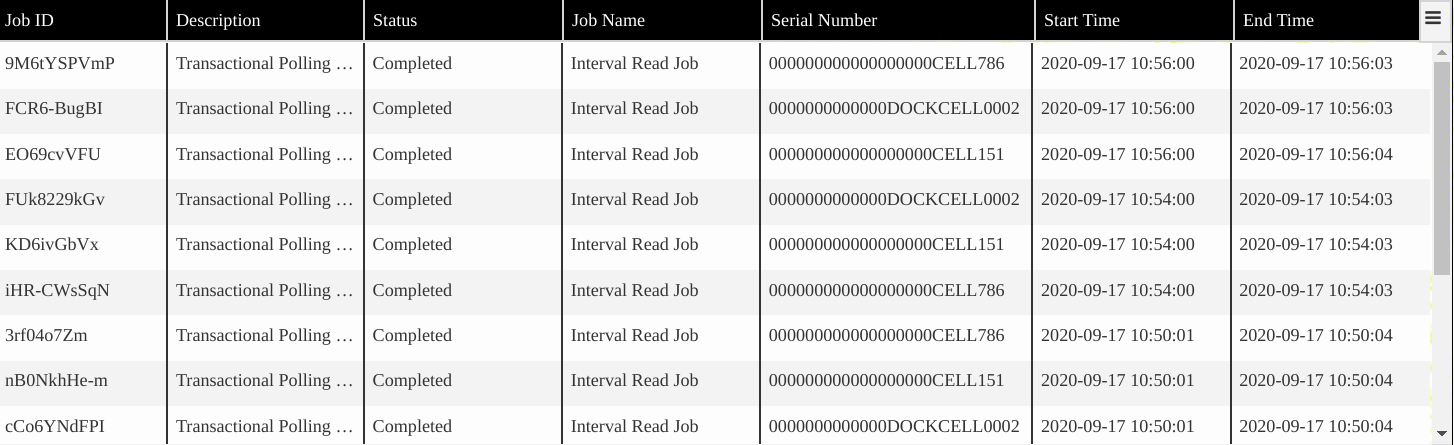 Job ID Description Status Job Name Serial Number Start Time End Time
9M6tYSPVmP Transactional Polling … Completed Interval Read Job 000000000000000000CELL786 2020-09-17 10:56:00 2020-09-17 10:56:03
FCR6-BugBI Transactional Polling … Completed Interval Read Job 0000000000000DOCKCELL0002 2020-09-17 10:56:00 2020-09-17 10:56:03
EO69cvVFU Transactional Polling … Completed Interval Read Job 000000000000000000CELL151 2020-09-17 10:56:00 2020-09-17 10:56:04
FUk8229kGv Transactional Polling … Completed Interval Read Job 0000000000000DOCKCELL0002 2020-09-17 10:54:00 2020-09-17 10:54:03
KD6ivGbVx Transactional Polling … Completed Interval Read Job 000000000000000000CELL151 2020-09-17 10:54:00 2020-09-17 10:54:03
iHR-CWsSqN Transactional Polling … Completed Interval Read Job 000000000000000000CELL786 2020-09-17 10:54:00 2020-09-17 10:54:03
3rf04o7Zm Transactional Polling … Completed Interval Read Job 000000000000000000CELL786 2020-09-17 10:50:01 2020-09-17 10:50:04
nB0NkhHe-m Transactional Polling … Completed Interval Read Job 000000000000000000CELL151 2020-09-17 10:50:01 2020-09-17 10:50:04
cCo6YNdFPI Transactional Polling … Completed Interval Read Job 0000000000000DOCKCELL0002 2020-09-17 10:50:01 2020-09-17 10:50:04